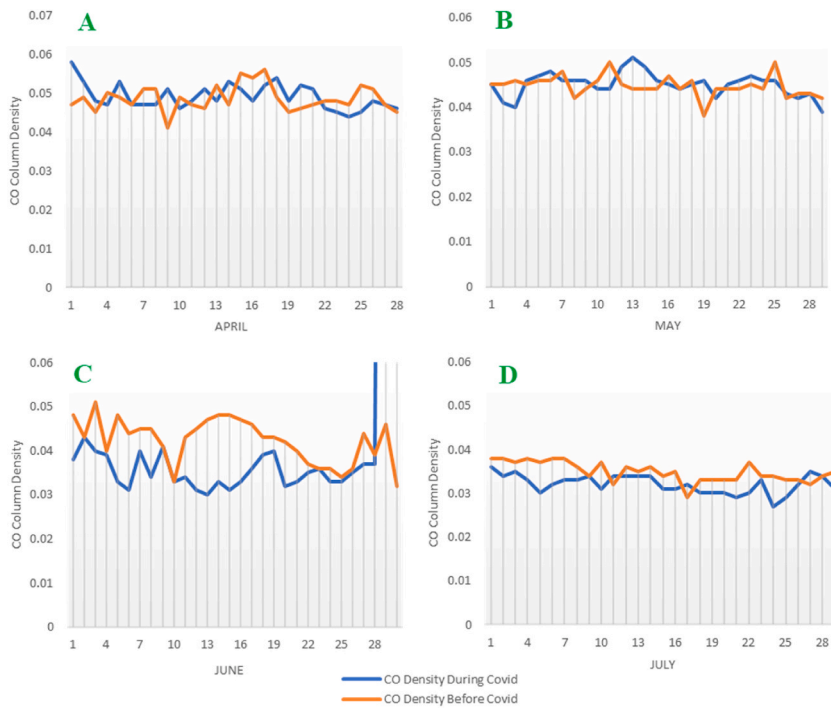 A
CO Column Density
0.07
0.06
0.05
0.04
0.03
0.02
0.01
0
1 4 7 10 13 16 19 22 25 28
APRIL
B
CO Column Density
0.06
0.05
0.04
0.03
0.02
0.01
0
1 4 7 10 13 16 19 22 25 28
MAY
C
CO Column Density
0.06
0.05
0.04
0.03
0.02
0.01
0
1 4 7 10 13 16 19 22 25 28
JUNE
D
CO Column Density
0.06
0.05
0.04
0.03
0.02
0.01
0
1 4 7 10 13 16 19 22 25 28
JULY
CO Density During Covid
CO Density Before Covid